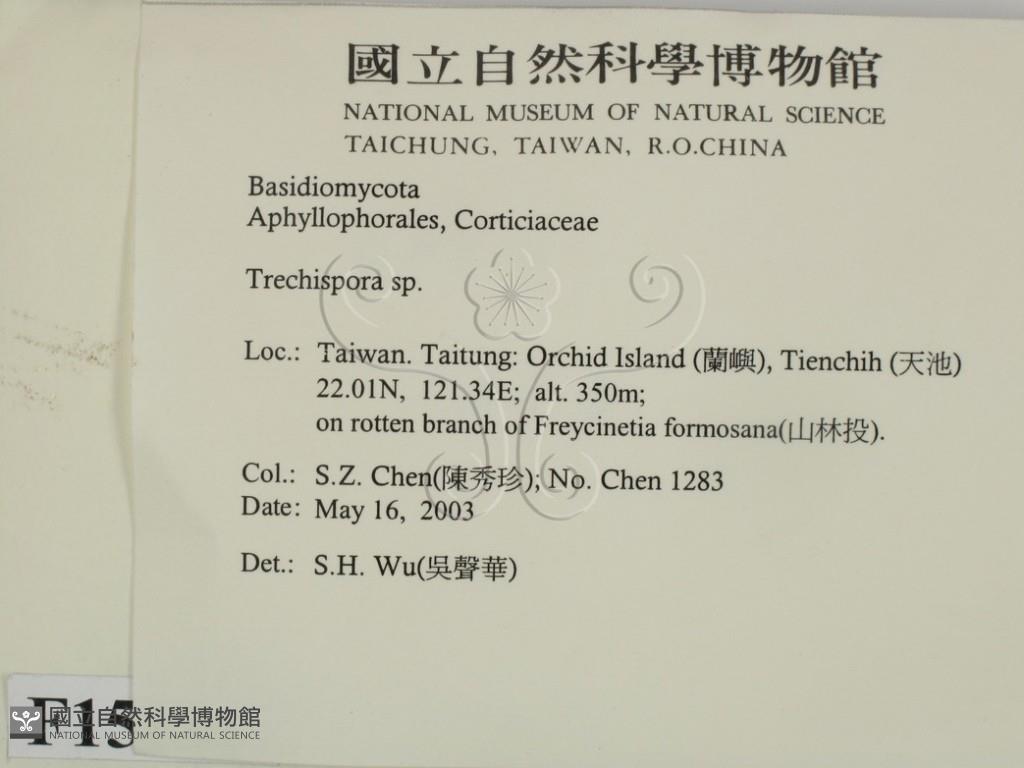 國立自然科學博物館
NATIONAL MUSEUM OF NATURAL SCIENCE
TAICHUNG, TAIWAN, R.O.CHINA
Basidiomycota
Aphyllophorales, Corticiaceae
Trechispora sp.
Loc.: Taiwan. Taitung: Orchid Island (蘭嶼), Tienchih (天池)
22.01N, 121.34E; alt. 350m;
on rotten branch of Freycinetia formosana(山林投).
Col.: S.Z. Chen(陳秀珍); No. Chen 1283
Date: May 16, 2003
Det.: S.H. Wu(吳聲華)
F15
國立自然科學博物館
NATIONAL MUSEUM OF NATURAL SCIENCE